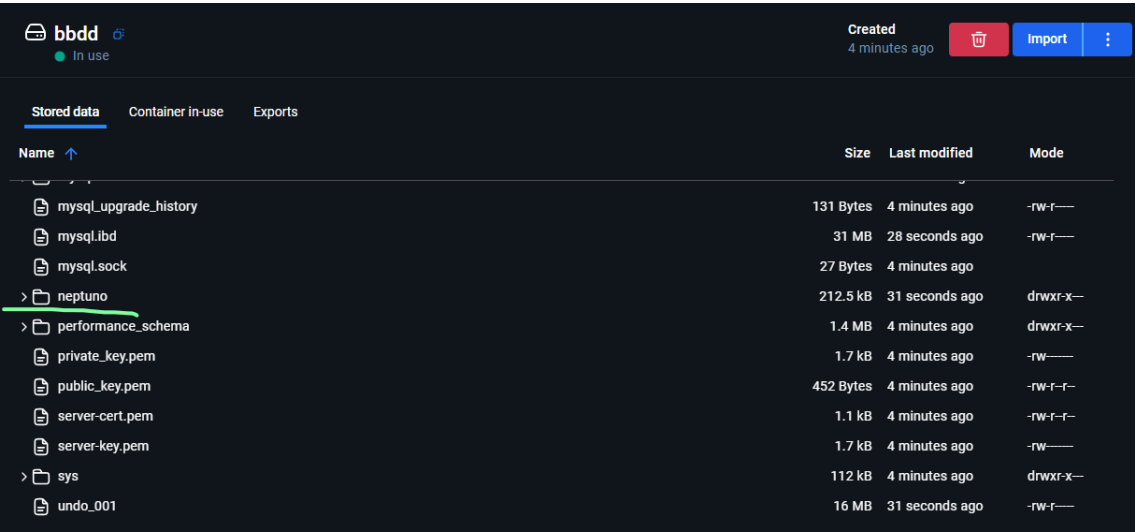 bbdd
In use
Created
4 minutes ago
Import
Stored data Container in-use Exports
Name Size Last modified Mode
mysql_upgrade_history 131 Bytes 4 minutes ago -rw-r-----
mysql.ibd 31 MB 28 seconds ago -rw-r-----
mysql.sock 27 Bytes 4 minutes ago
neptuno 212.5 kB 31 seconds ago drwxr-x---
performance_schema 1.4 MB 4 minutes ago drwxr-x---
private_key.pem 1.7 kB 4 minutes ago -rw-------
public_key.pem 452 Bytes 4 minutes ago -rw-r--r--
server-cert.pem 1.1 kB 4 minutes ago -rw-r--r--
server-key.pem 1.7 kB 4 minutes ago -rw-------
sys 112 kB 4 minutes ago drwxr-x---
undo_001 16 MB 31 seconds ago -rw-r-----